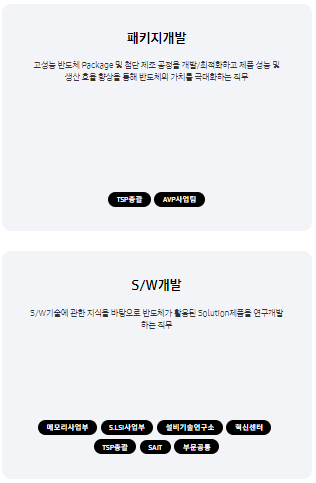 패키지개발
고성능 반도체 Package 및 첨단 제조 공정을 개발/최적화하고 제품 성능 및
생산 효율 향상을 통해 반도체의 가치를 극대화하는 직무
TSP총괄 AVP사업팀
S/W개발
S/W기술에 관한 지식을 바탕으로 반도체가 활용된 Solution제품을 연구개발
하는 직무
메모리사업부 S.LSI사업부 설비기술연구소 혁신센터
TSP총괄 SAIT 부문공통